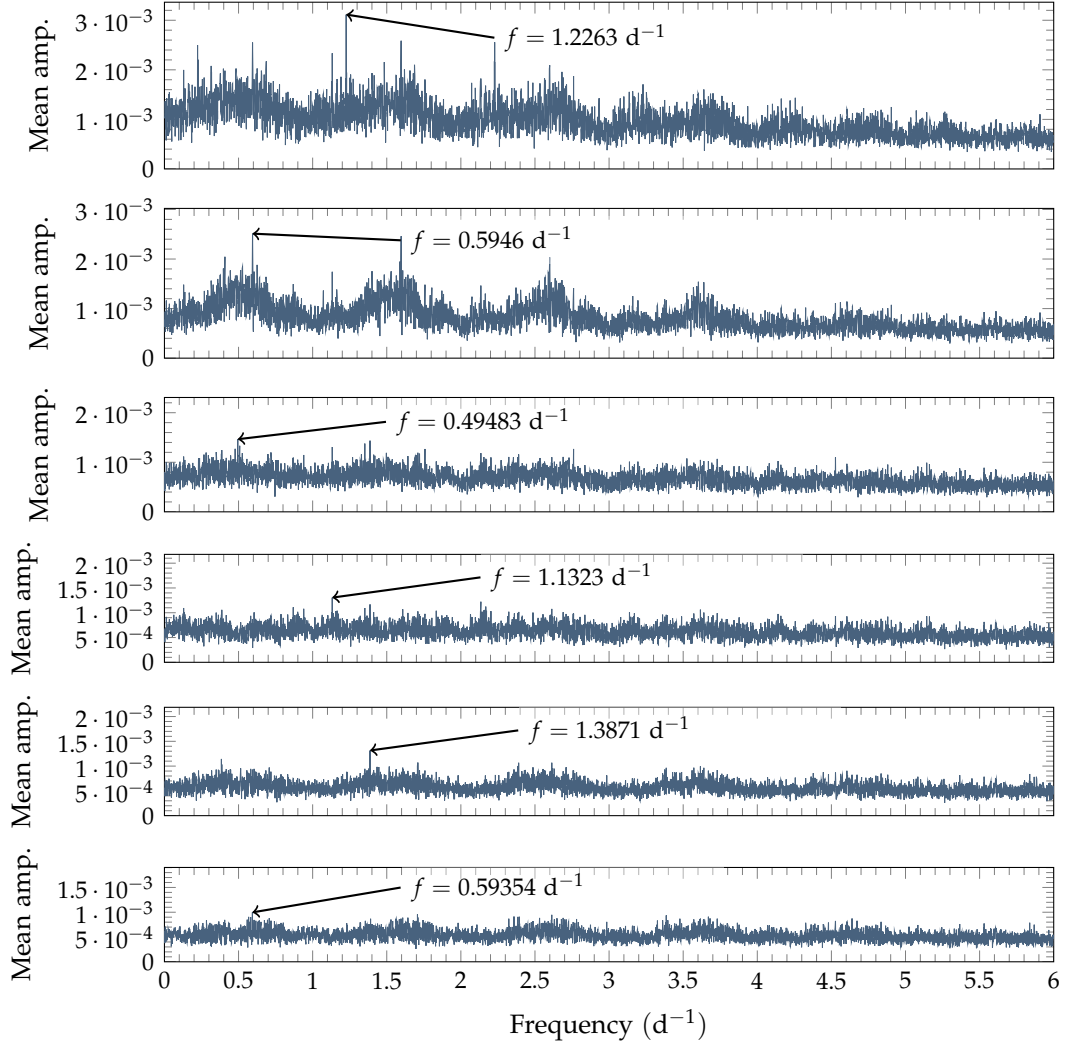 3 · 10⁻³
2 · 10⁻³
1 · 10⁻³
0
Mean amp.
f = 1.2263 d⁻¹
3 · 10⁻³
2 · 10⁻³
1 · 10⁻³
0
Mean amp.
f = 0.5946 d⁻¹
2 · 10⁻³
1 · 10⁻³
0
Mean amp.
f = 0.49483 d⁻¹
2 · 10⁻³
1.5 · 10⁻³
1 · 10⁻³
5 · 10⁻⁴
0
Mean amp.
f = 1.1323 d⁻¹
2 · 10⁻³
1.5 · 10⁻³
1 · 10⁻³
5 · 10⁻⁴
0
Mean amp.
f = 1.3871 d⁻¹
1.5 · 10⁻³
1 · 10⁻³
5 · 10⁻⁴
0
Mean amp.
f = 0.59354 d⁻¹
0 0.5 1 1.5 2 2.5 3 3.5 4 4.5 5 5.5 6
Frequency (d⁻¹)